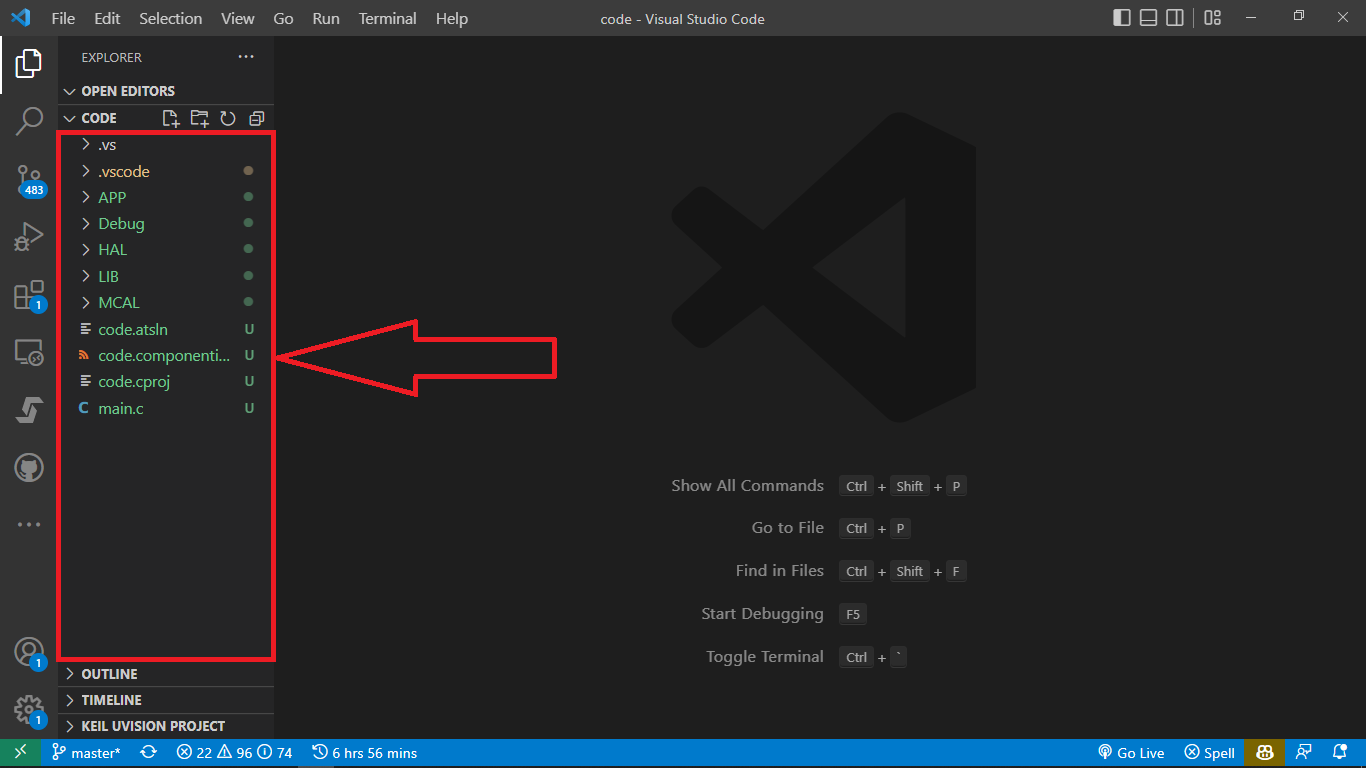 File Edit Selection View Go Run Terminal Help code - Visual Studio Code
EXPLORER ...
OPEN EDITORS
CODE
.vs
.vscode
APP
Debug
HAL
LIB
MCAL
code.atsln U
code.componenti... U
code.cproj U
C main.c U
483
1
Show All Commands Ctrl + Shift + P
Go to File Ctrl + P
Find in Files Ctrl + Shift + F
Start Debugging F5
Toggle Terminal Ctrl + `
1
1
OUTLINE
TIMELINE
KEIL UVISION PROJECT
master* 22 96 74 6 hrs 56 mins Go Live Spell